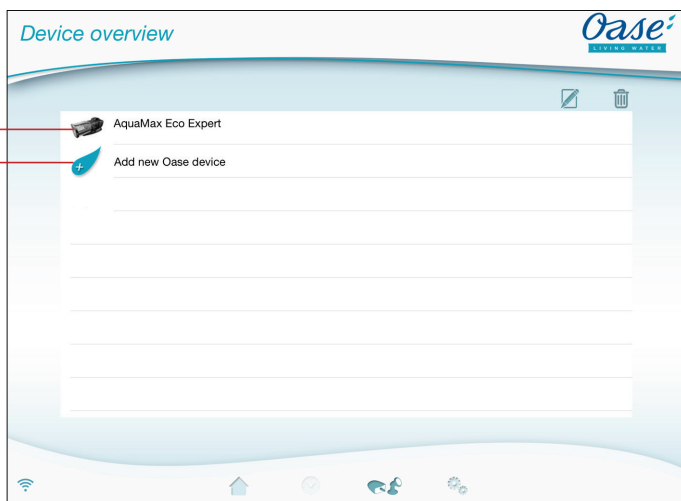 Device overview
Oase
LIVING WATER
AquaMax Eco Expert
Add new Oase device